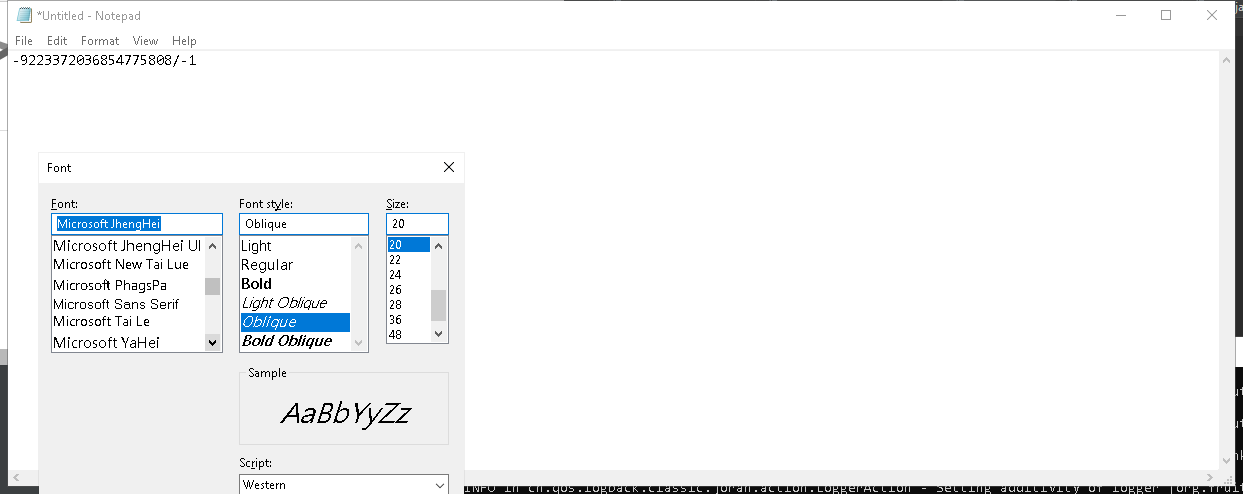 *Untitled - Notepad
File Edit Format View Help
-9223372036854775808/-1
Font
Font: Font style: Size:
Microsoft JhengHei Oblique 20
Microsoft JhengHei UI
Microsoft New Tai Lue
Microsoft PhagsPa
Microsoft Sans Serif
Microsoft Tai Le
Microsoft YaHei
Light
Regular
Bold
Light Oblique
Oblique
Bold Oblique
20
22
24
26
28
36
48
Sample
AaBbYyZz
Script:
Western
INFO in ch.qos.logback.classic.joran.action.LoggerAction - Setting additivity of logger